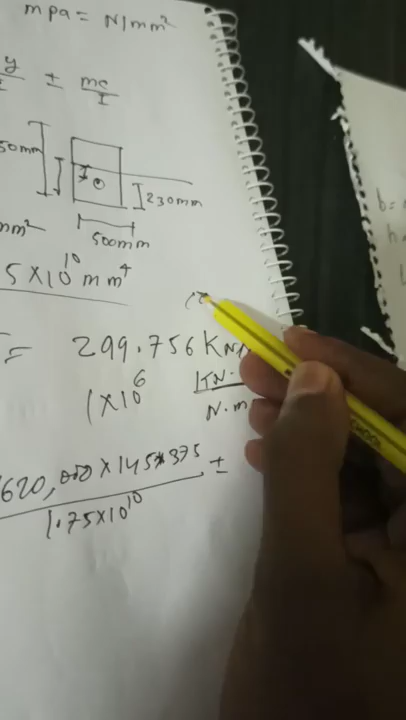 mpa = N/mm²
y ± mc
I
50mm
230mm
mm² 500mm
5 X 10¹⁰ mm⁴
= 299.756 KN
1 X 10⁶ KN.
N.m
620,000 X 145 X 375 ±
1.75 X 10¹⁰
b =
h